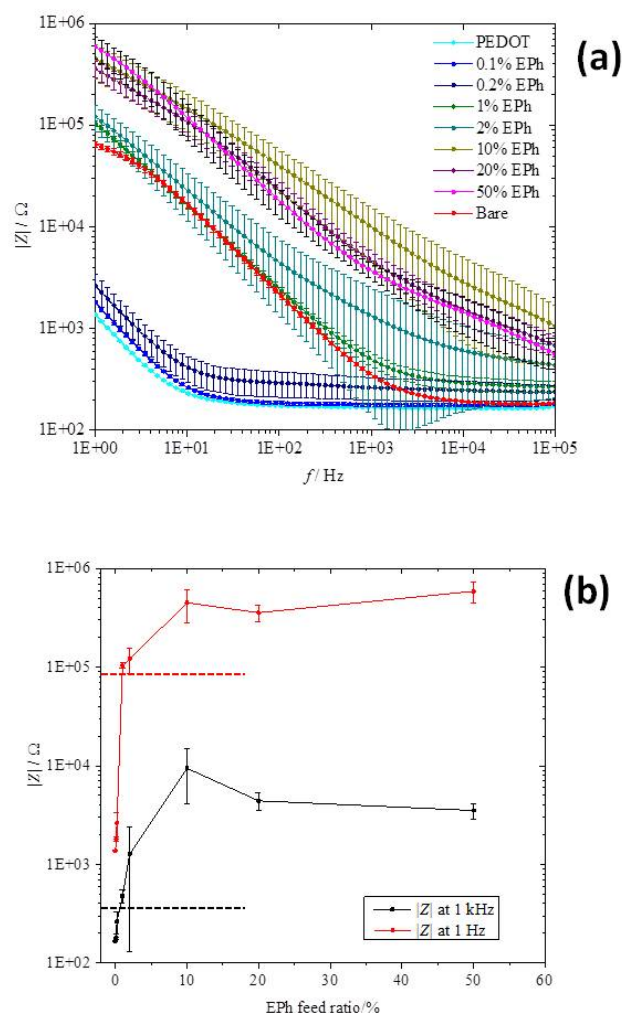 (a)
1E+06
1E+05
1E+04
1E+03
1E+02
|Z| / Ω
PEDOT
0.1% EPh
0.2% EPh
1% EPh
2% EPh
10% EPh
20% EPh
50% EPh
Bare
1E+00 1E+01 1E+02 1E+03 1E+04 1E+05
f / Hz
(b)
1E+06
1E+05
1E+04
1E+03
1E+02
|Z| / Ω
|Z| at 1 kHz
|Z| at 1 Hz
0 10 20 30 40 50 60
EPh feed ratio/%